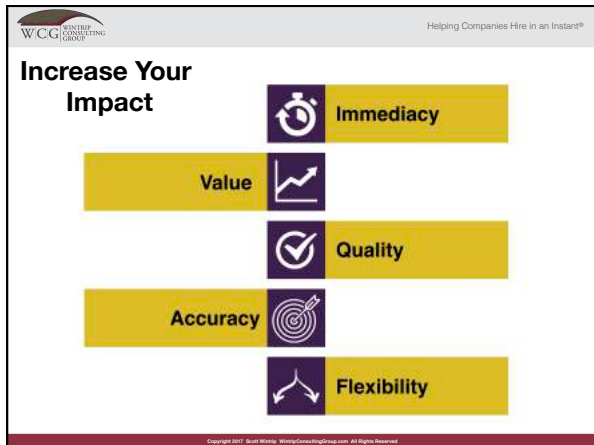 WCG WINTRIP
CONSULTING
GROUP
Helping Companies Hire in an Instant®
Increase Your
Impact
Immediacy
Value
Quality
Accuracy
Flexibility
Copyright 2017 Scott Wintrip WintripConsultingGroup.com All Rights Reserved